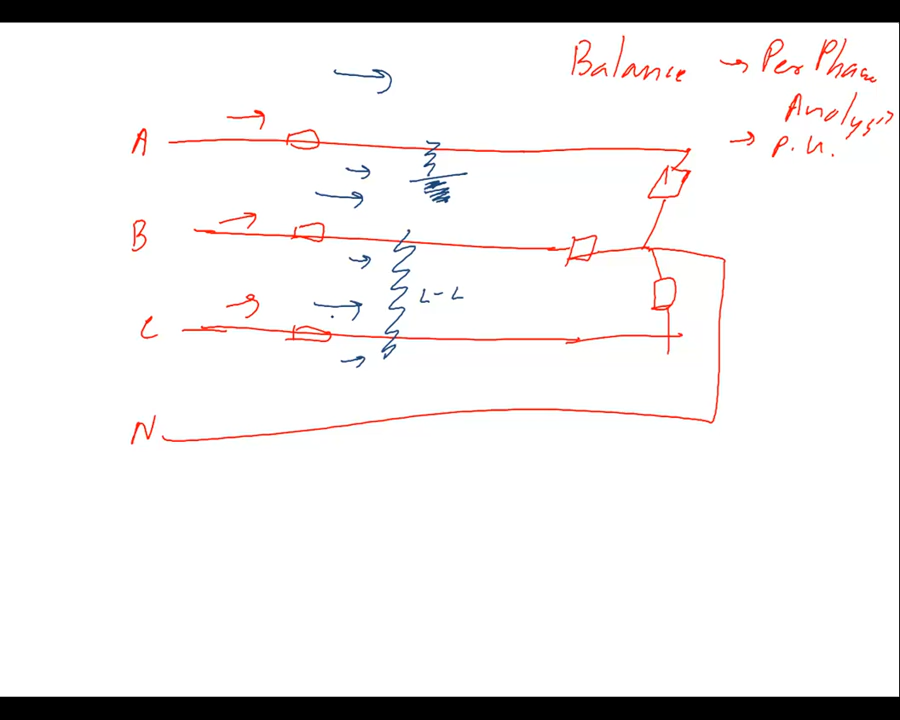 Balance → Per Phase
Analysis
→ P.U.
A
B
L-L
C
N